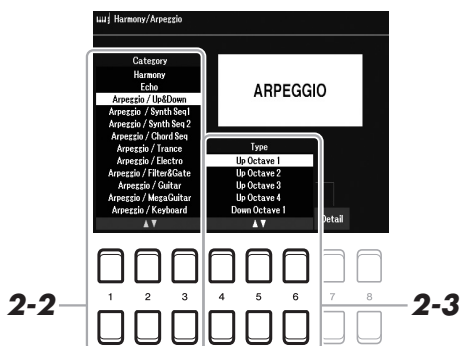 Harmony/Arpeggio
Category
Harmony
Echo
Arpeggio / Up&Down
Arpeggio / Synth Seq1
Arpeggio / Synth Seq 2
Arpeggio / Chord Seq
Arpeggio / Trance
Arpeggio / Electro
Arpeggio / Filter&Gate
Arpeggio / Guitar
Arpeggio / MegaGuitar
Arpeggio / Keyboard
ARPEGGIO
Type
Up Octave 1
Up Octave 2
Up Octave 3
Up Octave 4
Down Octave 1
Detail
1 2 3 4 5 6 7 8
2-2
2-3